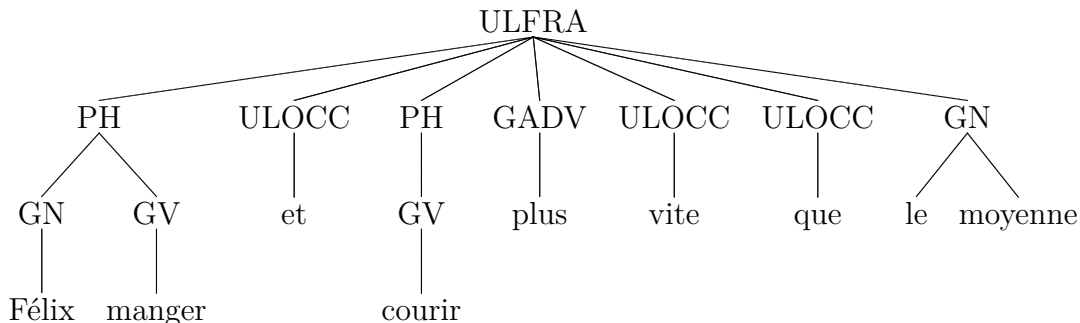 ULFRA
PH ULOCC PH GADV ULOCC ULOCC GN
GN GV et GV plus vite que le moyenne
Félix manger courir